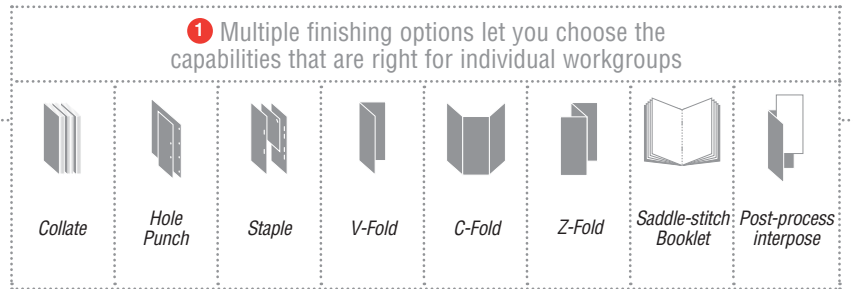 1 Multiple finishing options let you choose the
capabilities that are right for individual workgroups
Collate
Hole
Punch
Staple
V-Fold
C-Fold
Z-Fold
Saddle-stitch
Booklet
Post-process
interpose